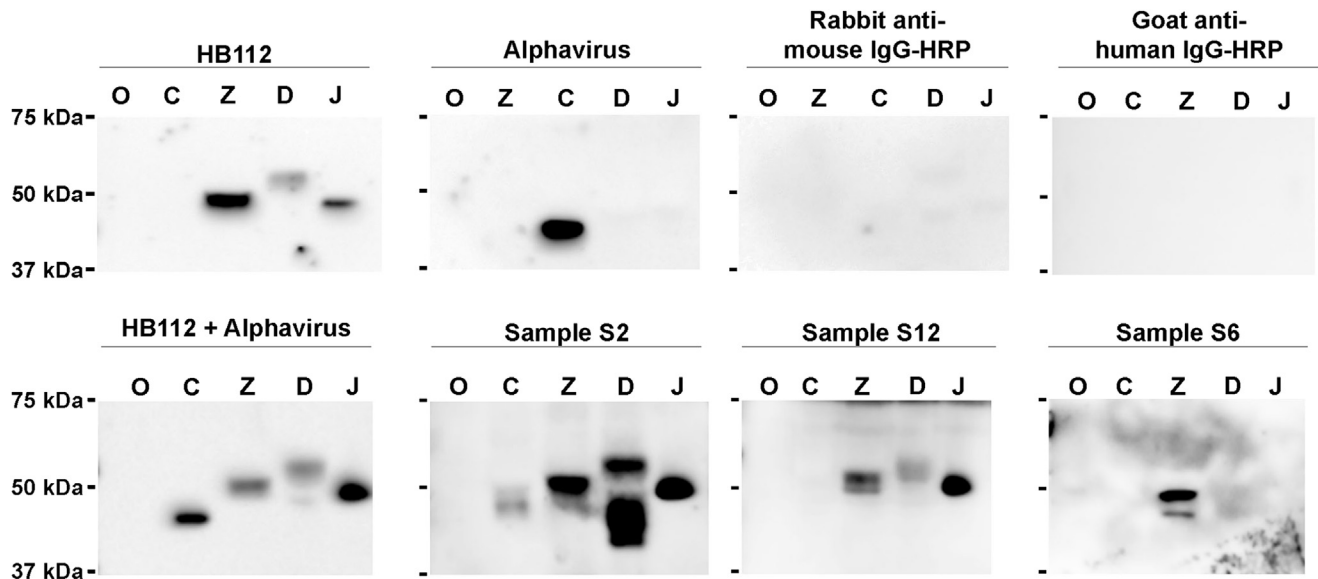 HB112
Alphavirus
Rabbit anti-
mouse IgG-HRP
Goat anti-
human IgG-HRP
O C Z D J
O Z C D J
O Z C D J
O C Z D J
75 kDa
50 kDa
37 kDa
HB112 + Alphavirus
Sample S2
Sample S12
Sample S6
O C Z D J
O C Z D J
O C Z D J
O C Z D J
75 kDa
50 kDa
37 kDa